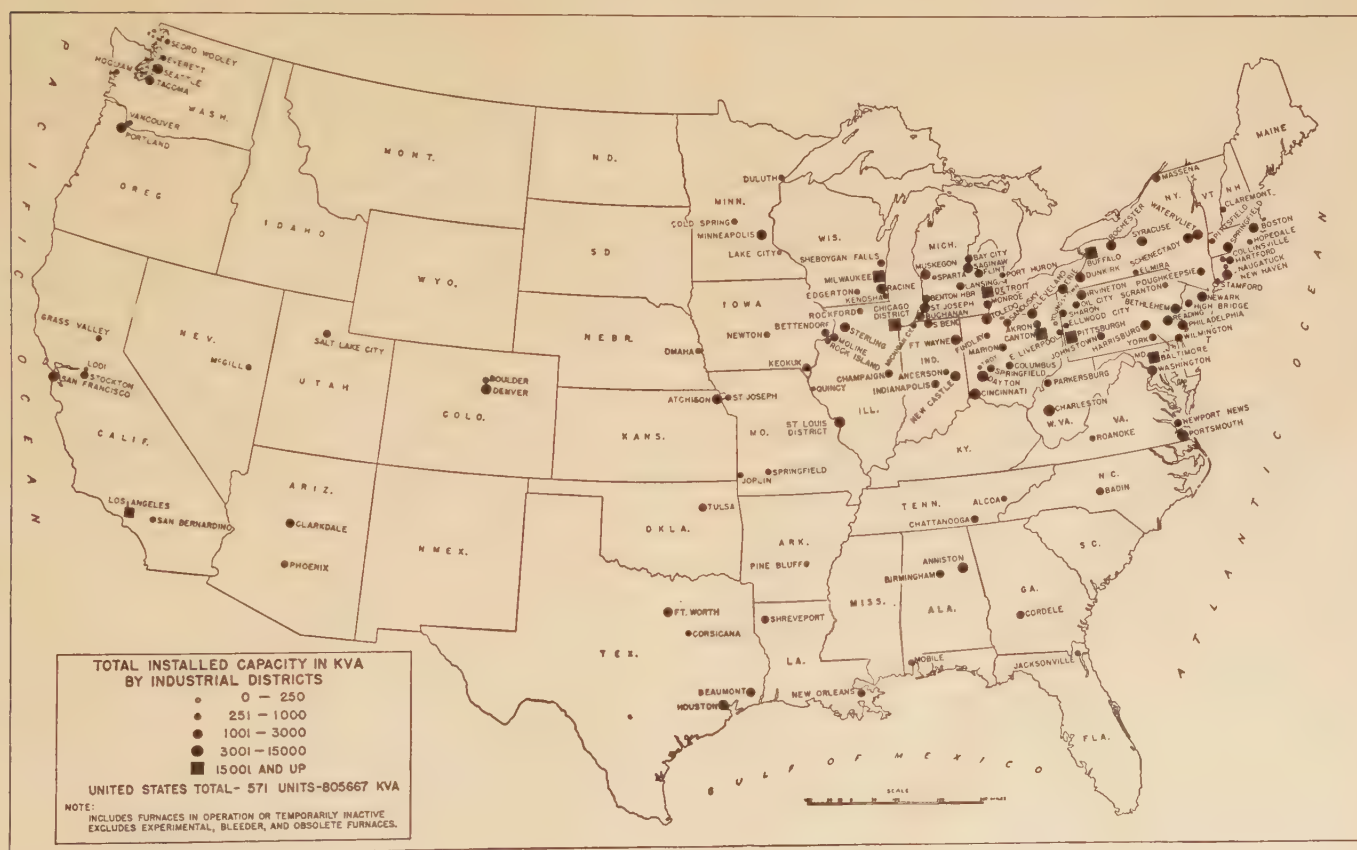 PACIFIC OCEAN
SEDRO WOOLEY
EVERETT
HOQUIAM
SEATTLE
TACOMA
WASH.
VANCOUVER
PORTLAND
OREG
IDAHO
MONT.
N D.
S D
WYO.
NEBR.
NEV.
UTAH
COLO.
KANS.
CALIF.
ARIZ.
N MEX.
OKLA.
TEX.
GRASS VALLEY
LODI
STOCKTON
SAN FRANCISCO
MCGILL
SALT LAKE CITY
BOULDER
DENVER
LOS ANGELES
SAN BERNARDINO
CLARKDALE
PHOENIX
DULUTH
MINN.
COLD SPRING
MINNEAPOLIS
LAKE CITY
WIS.
SHEBOYGAN FALLS
MILWAUKEE
RACINE
EDGERTON
KENOSHA
IOWA
NEWTON
OMAHA
KEOKUK
ROCKFORD
CHICAGO DISTRICT
BETTENDORF
STERLING
MOLINE
ROCK ISLAND
QUINCY
CHAMPAIGN
ILL.
ATCHISON
ST JOSEPH
MO.
ST LOUIS DISTRICT
JOPLIN
SPRINGFIELD
TULSA
ARK.
PINE BLUFF
FT. WORTH
CORSICANA
SHREVEPORT
LA.
BEAUMONT
HOUSTON
NEW ORLEANS
MICH.
MUSKEGON
SPARTA
BAY CITY
SAGINAW
FLINT
PORT HURON
LANSING
DETROIT
MONROE
BENTON HBR
ST JOSEPH
BUCHANAN
S BEND
MICHIGAN CY
FT WAYNE
IND.
ANDERSON
INDIANAPOLIS
NEW CASTLE
TOLEDO
SANDUSKY
CLEVELAND
FINDLAY
MARION
AKRON
CANTON
E LIVERPOOL
TROY
COLUMBUS
SPRINGFIELD
DAYTON
CINCINNATI
ERIE
DUNKIRK
IRVINETON
OIL CITY
SHARON
ELLWOOD CITY
PITTSBURGH
JOHNSTOWN
HARRISBURG
YORK
SCRANTON
BETHLEHEM
READING
PHILADELPHIA
WILMINGTON
NEWARK
HIGH BRIDGE
MD.
BALTIMORE
WASHINGTON
PARKERSBURG
CHARLESTON
W. VA.
VA.
ROANOKE
NEWPORT NEWS
PORTSMOUTH
MAINE
MASSENA
N.Y.
VT
N H
CLAREMONT
ROCHESTER
BUFFALO
SYRACUSE
WATERVLIET
SCHENECTADY
ELMIRA
POUGHKEEPSIE
PITTSFIELD
SPRINGFIELD
BOSTON
HOPEDALE
COLLINSVILLE
HARTFORD
NAUGATUCK
NEW HAVEN
STAMFORD
KY.
TENN.
ALCOA
CHATTANOOGA
N C.
BADIN
S C.
MISS.
ALA.
ANNISTON
BIRMINGHAM
GA.
CORDELE
MOBILE
JACKSONVILLE
FLA.
ATLANTIC OCEAN
GULF OF MEXICO
SCALE
TOTAL INSTALLED CAPACITY IN KVA
BY INDUSTRIAL DISTRICTS
0 – 250
251 – 1000
1001 – 3000
3001 – 15000
15001 AND UP
UNITED STATES TOTAL - 571 UNITS-805667 KVA
NOTE:
INCLUDES FURNACES IN OPERATION OR TEMPORARILY INACTIVE
EXCLUDES EXPERIMENTAL, BLEEDER, AND OBSOLETE FURNACES.